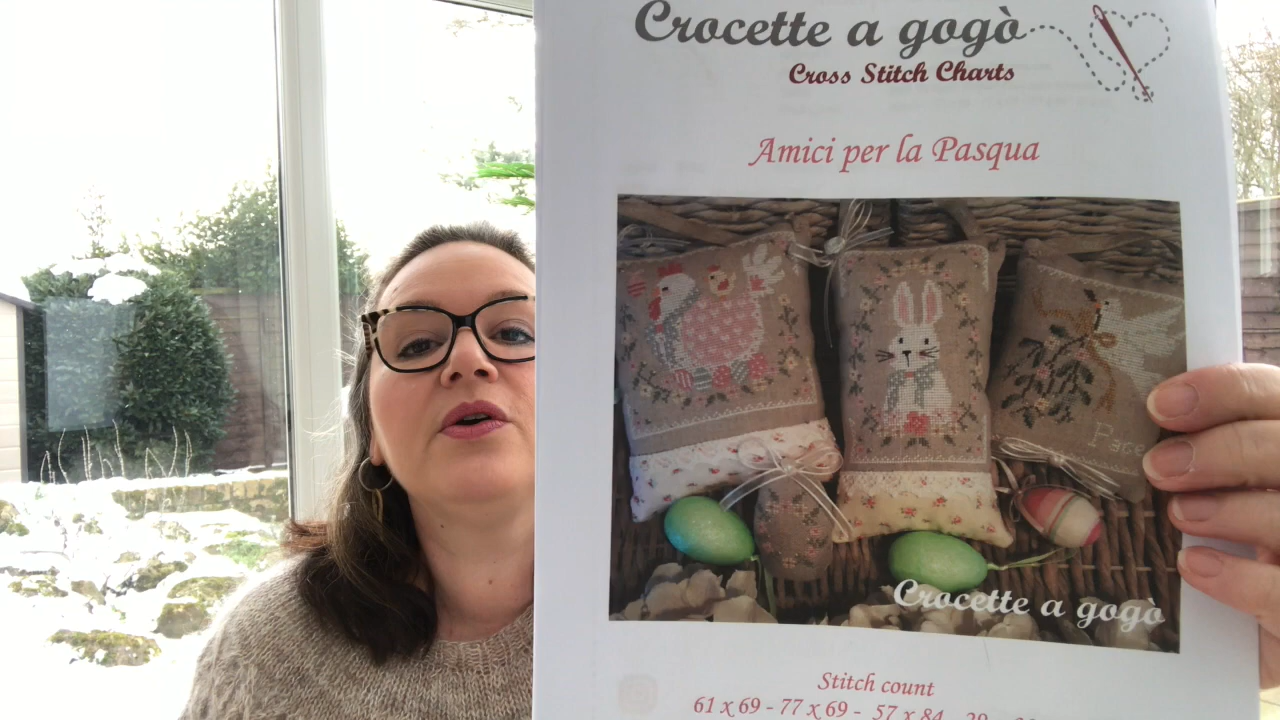 Crocette a gogò
Cross Stitch Charts
Amici per la Pasqua
Pace
Crocette a gogò
Stitch count
61 x 69 - 77 x 69 - 57 x 84